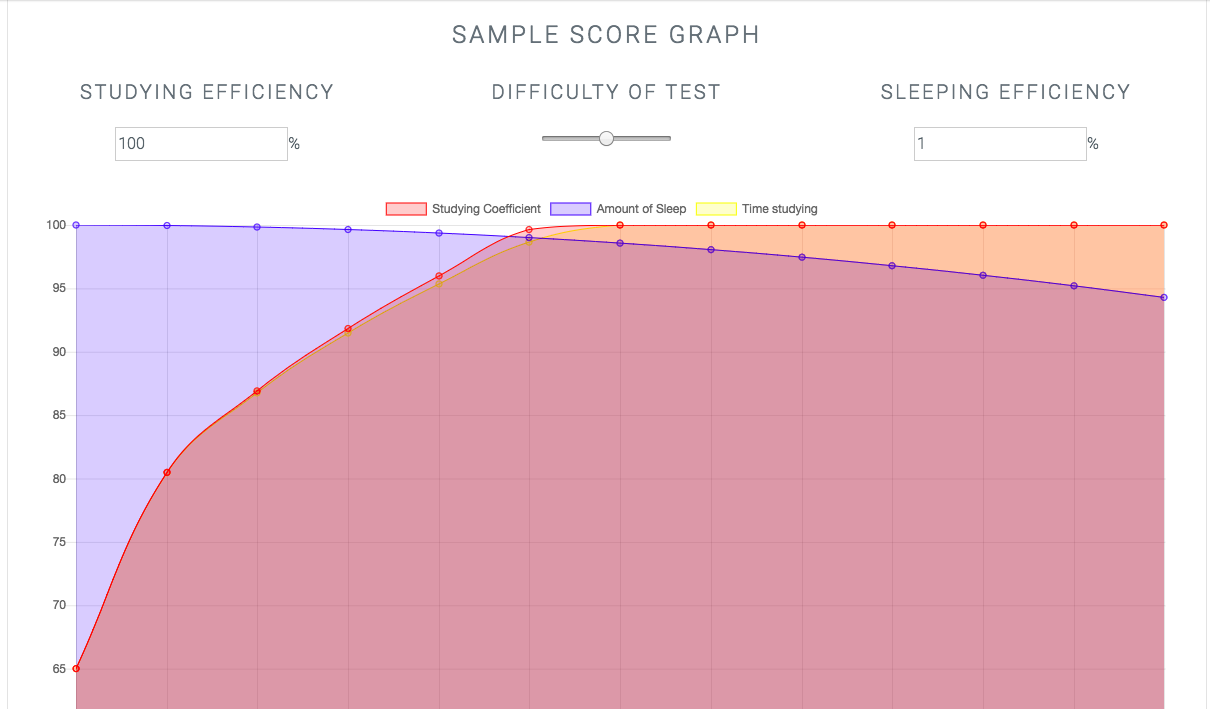 SAMPLE SCORE GRAPH
STUDYING EFFICIENCY DIFFICULTY OF TEST SLEEPING EFFICIENCY
100 % 1 %
Studying Coefficient Amount of Sleep Time studying
100
95
90
85
80
75
70
65